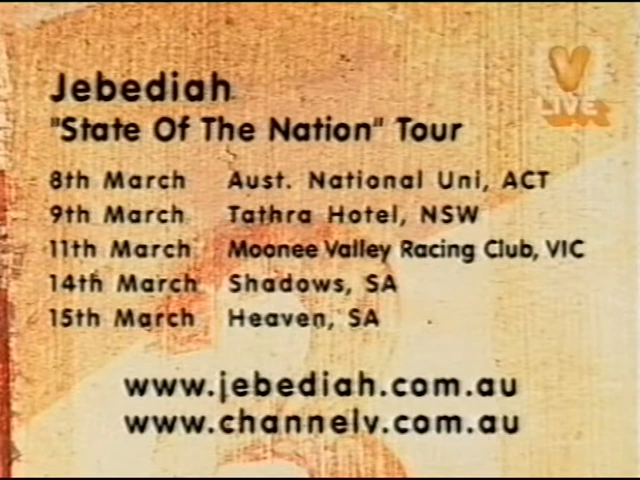 Jebediah
"State Of The Nation" Tour
8th March Aust. National Uni, ACT
9th March Tathra Hotel, NSW
11th March Moonee Valley Racing Club, VIC
14th March Shadows, SA
15th March Heaven, SA
www.jebediah.com.au
www.channelv.com.au
V
LIVE